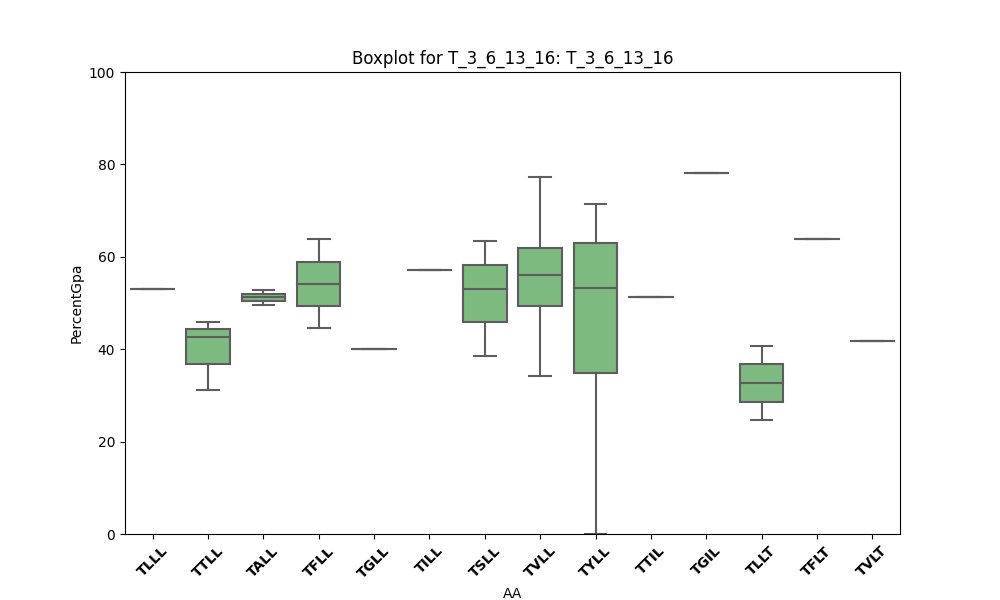 Boxplot for T_3_6_13_16: T_3_6_13_16
100
80
60
40
20
0
PercentGpa
TLLL TTLL TALL TFLL TGLL TILL TSLL TVLL TYLL TTIL TGIL TLLT TFLT TVLT
AA